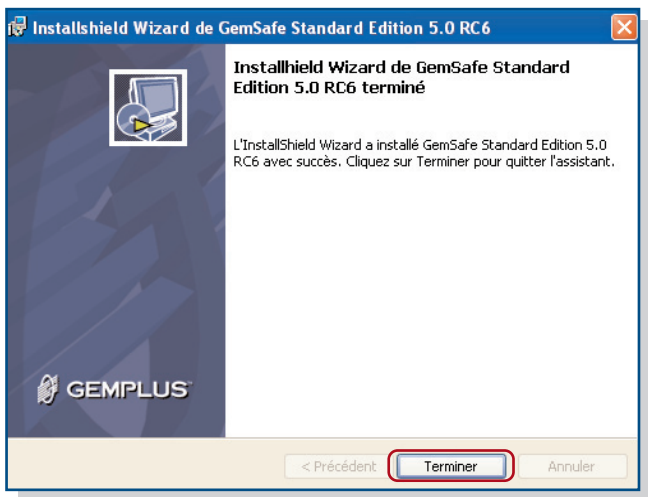 Installshield Wizard de GemSafe Standard Edition 5.0 RC6
Installhield Wizard de GemSafe Standard
Edition 5.0 RC6 terminé
L'InstallShield Wizard a installé GemSafe Standard Edition 5.0
RC6 avec succès. Cliquez sur Terminer pour quitter l'assistant.
GEMPLUS
< Précédent
Terminer
Annuler